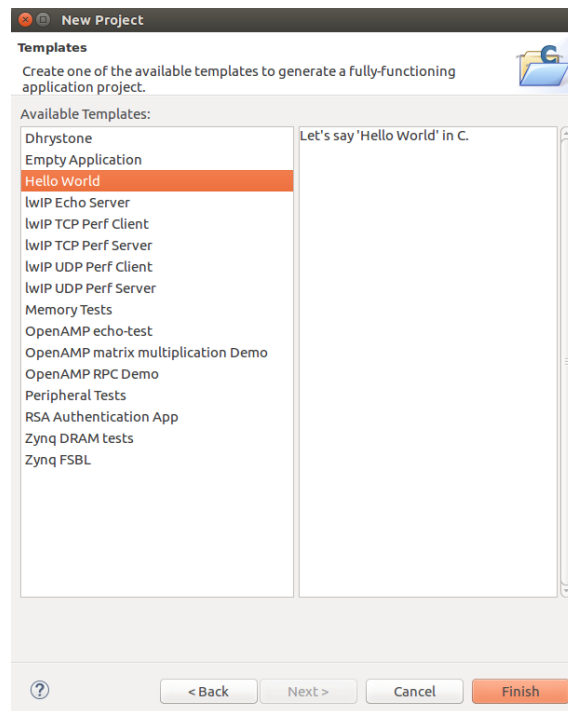 New Project
Templates
Create one of the available templates to generate a fully-functioning
application project.
C
Available Templates:
Dhrystone
Empty Application
Hello World
lwIP Echo Server
lwIP TCP Perf Client
lwIP TCP Perf Server
lwIP UDP Perf Client
lwIP UDP Perf Server
Memory Tests
OpenAMP echo-test
OpenAMP matrix multiplication Demo
OpenAMP RPC Demo
Peripheral Tests
RSA Authentication App
Zynq DRAM tests
Zynq FSBL
Let's say 'Hello World' in C.
?
< Back
Next >
Cancel
Finish